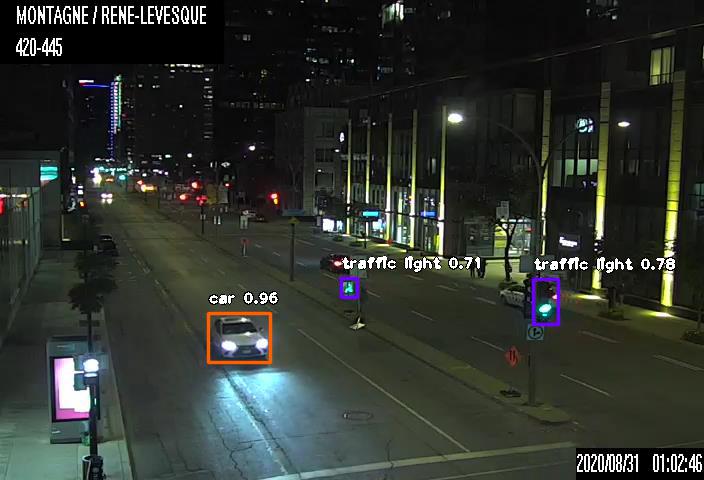 MONTAGNE / RENE-LEVESQUE
420-445
traffic light 0.71
traffic light 0.78
car 0.96
2020/08/31 01:02:46